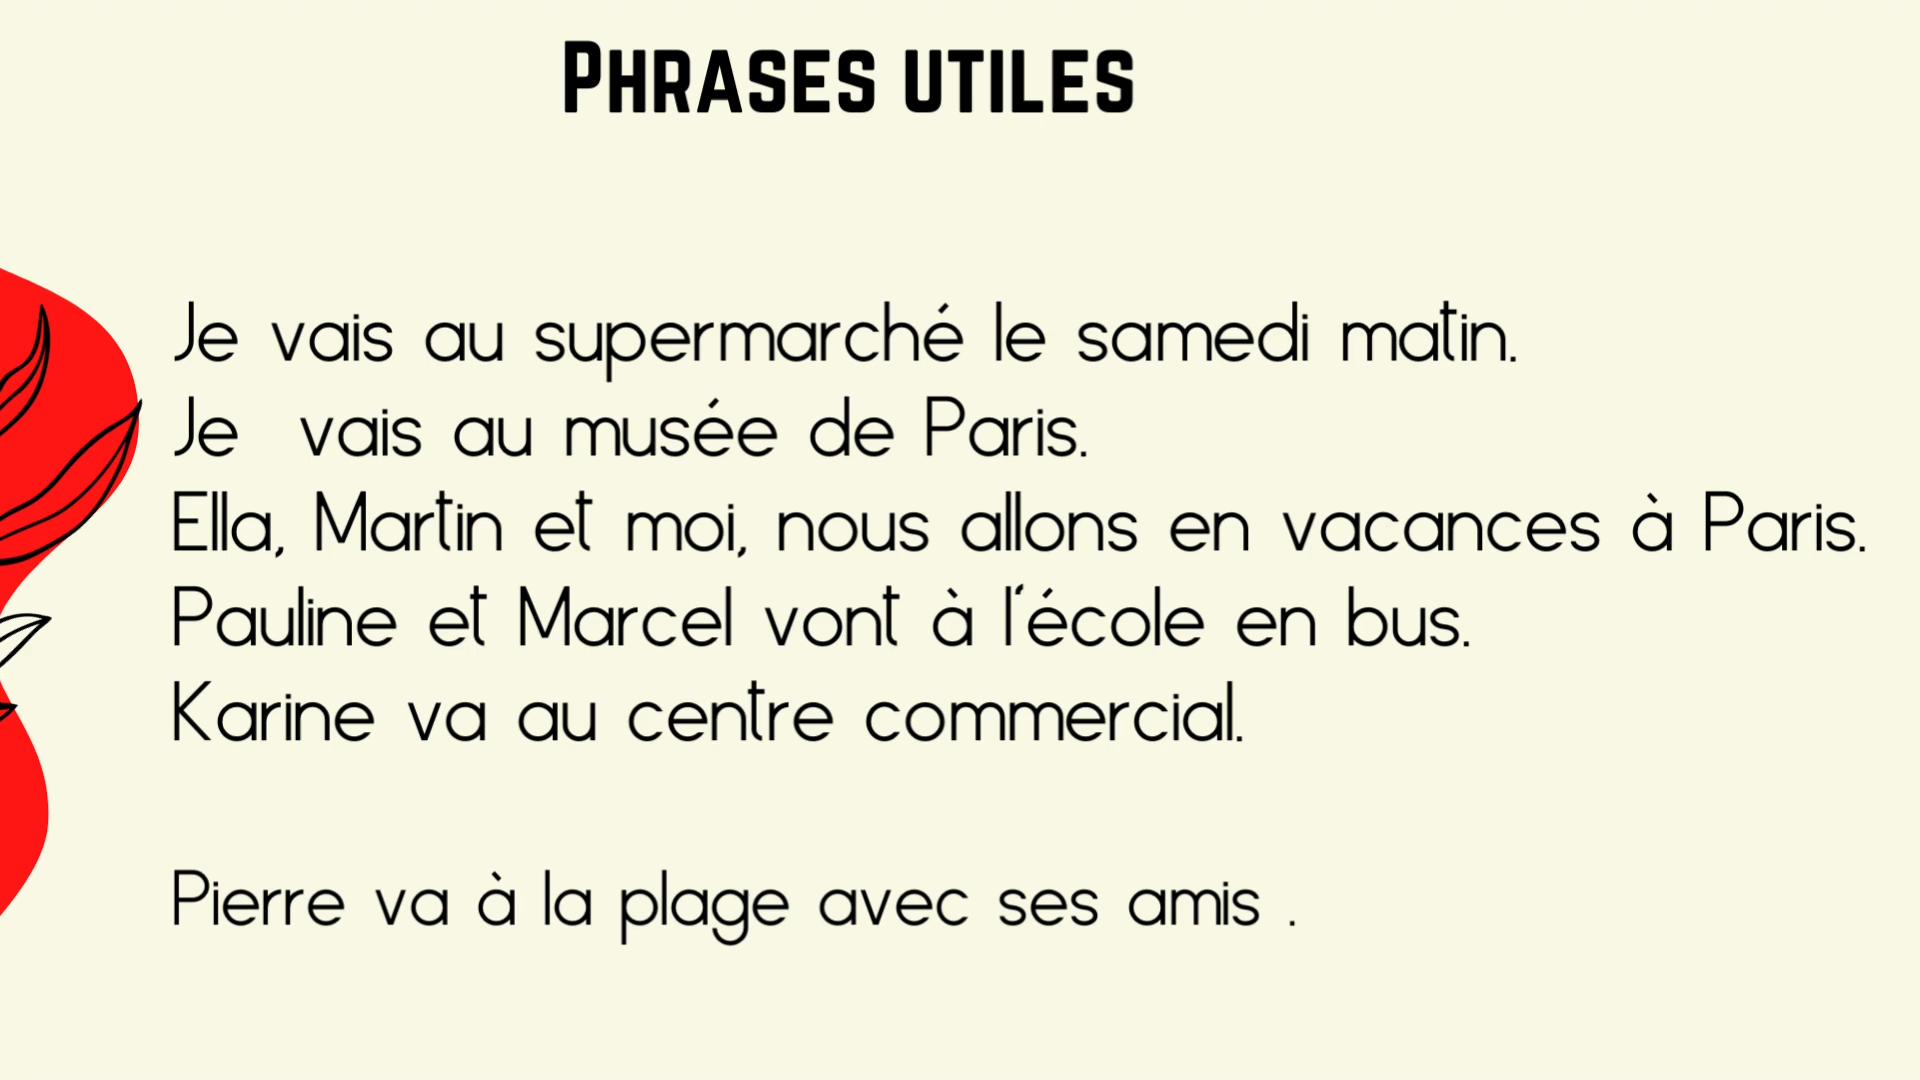 PHRASES UTILES
Je vais au supermarché le samedi matin.
Je vais au musée de Paris.
Ella, Martin et moi, nous allons en vacances à Paris.
Pauline et Marcel vont à l'école en bus.
Karine va au centre commercial.
Pierre va à la plage avec ses amis .